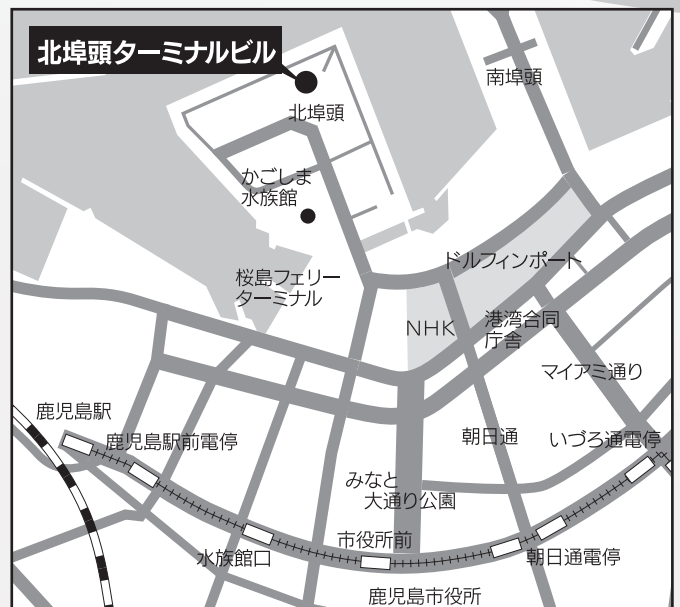 北埠頭ターミナルビル
南埠頭
北埠頭
かごしま
水族館
ドルフィンポート
桜島フェリー
ターミナル
NHK
港湾合同
庁舎
マイアミ通り
鹿児島駅
鹿児島駅前電停
朝日通
いづろ通電停
みなと
大通り公園
市役所前
水族館口
朝日通電停
鹿児島市役所